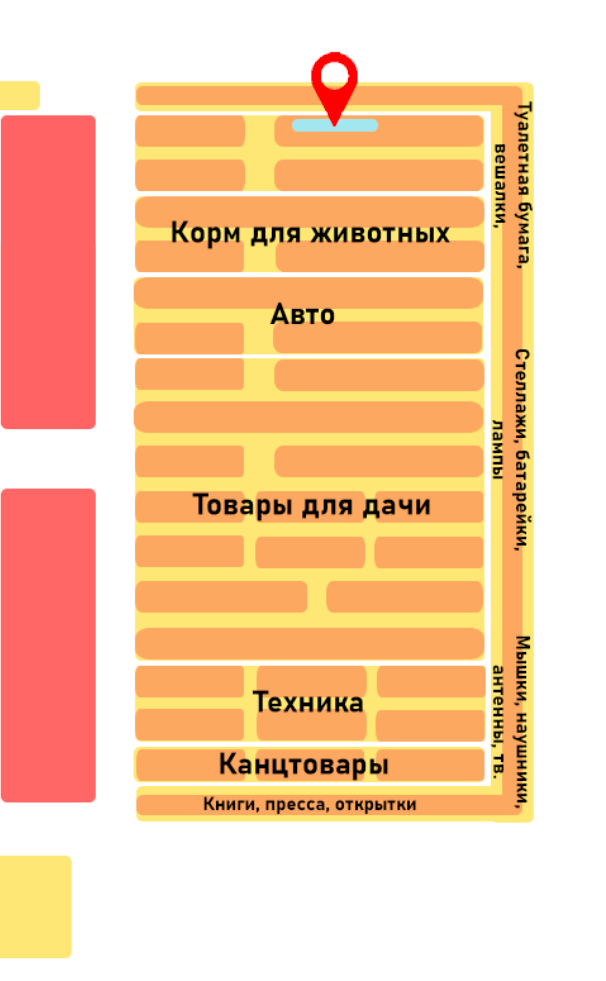 Корм для животных
Авто
Товары для дачи
Техника
Канцтовары
Книги, пресса, открытки
Туалетная бумага,
вешалки,
Стеллажи, батарейки,
лампы
Мышки, наушники,
антенны, тв.